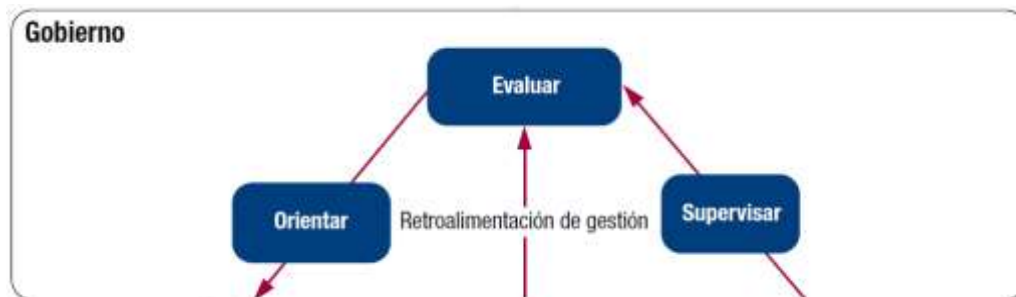 Gobierno
Evaluar
Orientar
Retroalimentación de gestión
Supervisar